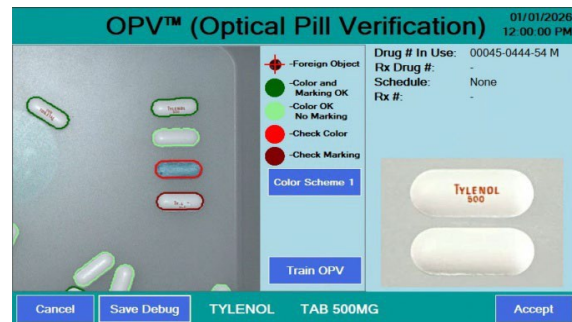 OPV™ (Optical Pill Verification)
01/01/2026
12:00:00 PM
-Foreign Object
-Color and
Marking OK
-Color OK
No Marking
-Check Color
-Check Marking
Color Scheme 1
Train OPV
Drug # In Use: 00045-0444-54 M
Rx Drug #: -
Schedule: None
Rx #: -
TYLENOL
500
Cancel
Save Debug
TYLENOL TAB 500MG
Accept